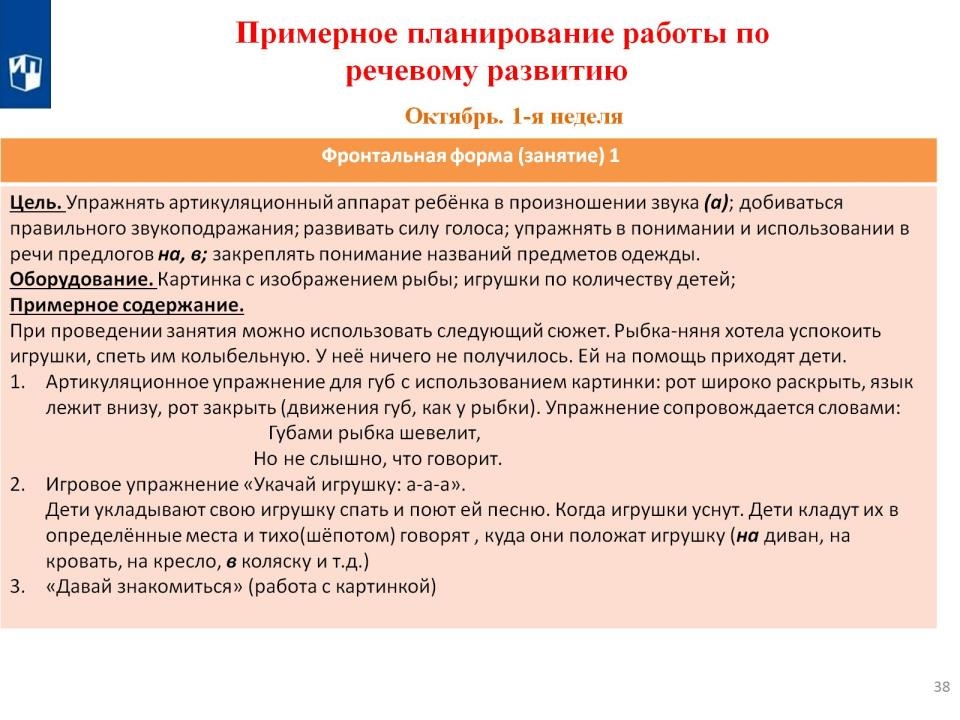 Примерное планирование работы по
речевому развитию
Октябрь. 1-я неделя
Фронтальная форма (занятие) 1
Цель. Упражнять артикуляционный аппарат ребёнка в произношении звука (а); добиваться
правильного звукоподражания; развивать силу голоса; упражнять в понимании и использовании в
речи предлогов на, в; закреплять понимание названий предметов одежды.
Оборудование. Картинка с изображением рыбы; игрушки по количеству детей;
Примерное содержание.
При проведении занятия можно использовать следующий сюжет. Рыбка-няня хотела успокоить
игрушки, спеть им колыбельную. У неё ничего не получилось. Ей на помощь приходят дети.
1. Артикуляционное упражнение для губ с использованием картинки: рот широко раскрыть, язык
лежит внизу, рот закрыть (движения губ, как у рыбки). Упражнение сопровождается словами:
Губами рыбка шевелит,
Но не слышно, что говорит.
2. Игровое упражнение «Укачай игрушку: а-а-а».
Дети укладывают свою игрушку спать и поют ей песню. Когда игрушки уснут. Дети кладут их в
определённые места и тихо(шёпотом) говорят , куда они положат игрушку (на диван, на
кровать, на кресло, в коляску и т.д.)
3. «Давай знакомиться» (работа с картинкой)
38